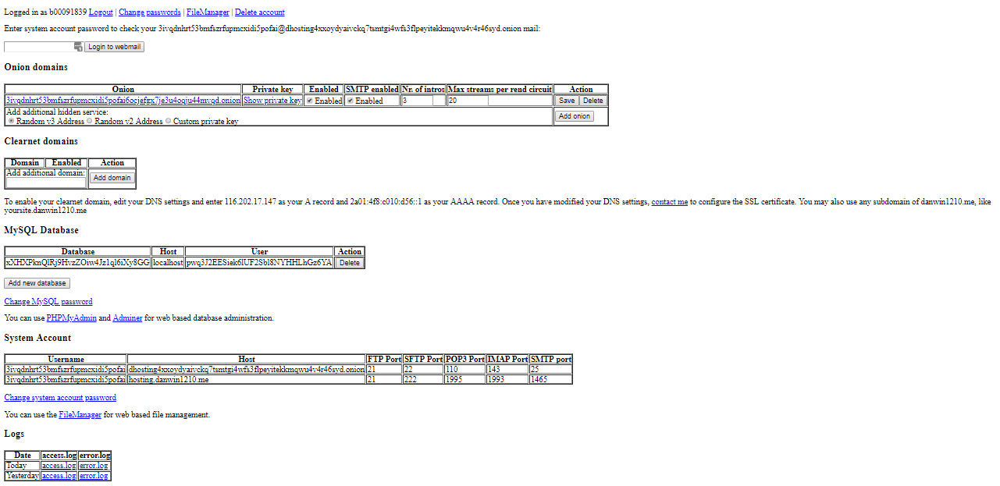 Logged in as b00091839 Logout | Change passwords | FileManager | Delete account
Enter system account password to check your 3ivqdnhrt53bmfszrfupmcxidi5pofai@dhosting4xxoydyaivckq7tsmtgi4wfs3flpeyitekkmqwu4v4r46syd.onion mail:
Login to webmail
Onion domains
Onion Private key Enabled SMTP enabled Nr. of intros Max streams per rend circuit Action
3ivqdnhrt53bmfszrfupmcxidi5pofai6ocjefgx7je3u4oqju44mvqd.onion Show private key Enabled Enabled 3 20 Save Delete
Add additional hidden service:
Random v3 Address Random v2 Address Custom private key Add onion
Clearnet domains
Domain Enabled Action
Add additional domain:
Add domain
To enable your clearnet domain, edit your DNS settings and enter 116.202.17.147 as your A record and 2a01:4f8:c010:d56::1 as your AAAA record. Once you have modified your DNS settings, contact me to configure the SSL certificate. You may also use any subdomain of danwin1210.me, like
yoursite.danwin1210.me
MySQL Database
Database Host User Action
xXHXPknQlRj9HvzZOiw4Jz1ql6iXy8GG localhost pwq3J2EESiek6lUF2Sbl8NYHHLhGz6YA Delete
Add new database
Change MySQL password
You can use PHPMyAdmin and Adminer for web based database administration.
System Account
Username Host FTP Port SFTP Port POP3 Port IMAP Port SMTP port
3ivqdnhrt53bmfszrfupmcxidi5pofai dhosting4xxoydyaivckq7tsmtgi4wfs3flpeyitekkmqwu4v4r46syd.onion 21 22 110 143 25
3ivqdnhrt53bmfszrfupmcxidi5pofai hosting.danwin1210.me 21 222 1995 1993 1465
Change system account password
You can use the FileManager for web based file management.
Logs
Date access.log error.log
Today access.log error.log
Yesterday access.log error.log